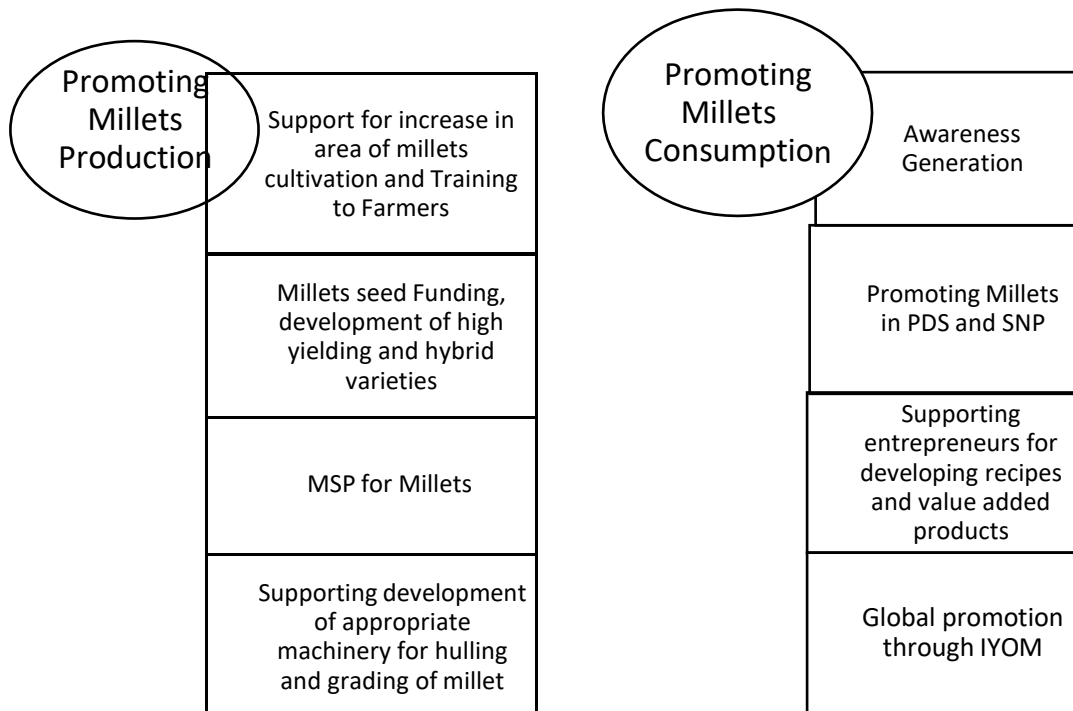 Promoting
Millets
Production
Support for increase in
area of millets
cultivation and Training
to Farmers
Millets seed Funding,
development of high
yielding and hybrid
varieties
MSP for Millets
Supporting development
of appropriate
machinery for hulling
and grading of millet
Promoting
Millets
Consumption
Awareness
Generation
Promoting Millets
in PDS and SNP
Supporting
entrepreneurs for
developing recipes
and value added
products
Global promotion
through IYOM